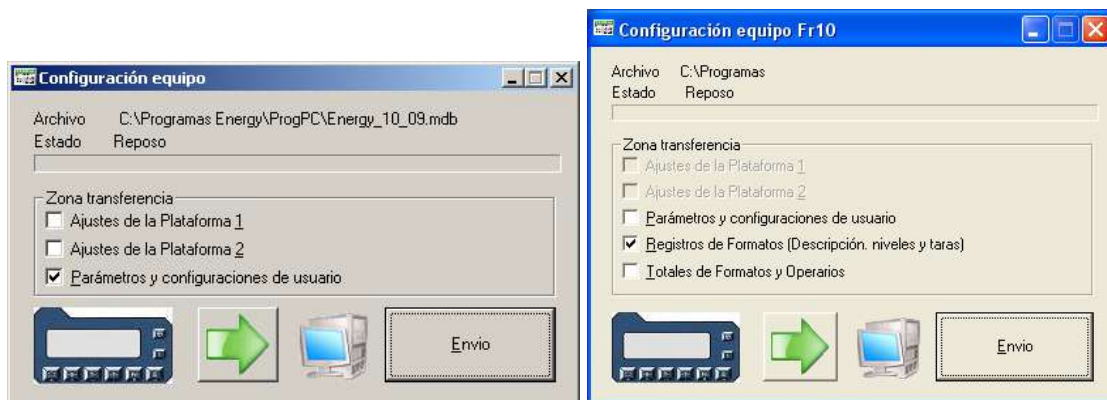 Configuración equipo
Archivo C:\Programas Energy\ProgPC\Energy_10_09.mdb
Estado Reposo
Zona transferencia
Ajustes de la Plataforma 1
Ajustes de la Plataforma 2
Parámetros y configuraciones de usuario
Envio
Configuración equipo Fr10
Archivo C:\Programas
Estado Reposo
Zona transferencia
Ajustes de la Plataforma 1
Ajustes de la Plataforma 2
Parámetros y configuraciones de usuario
Registros de Formatos (Descripción. niveles y taras)
Totales de Formatos y Operarios
Envio